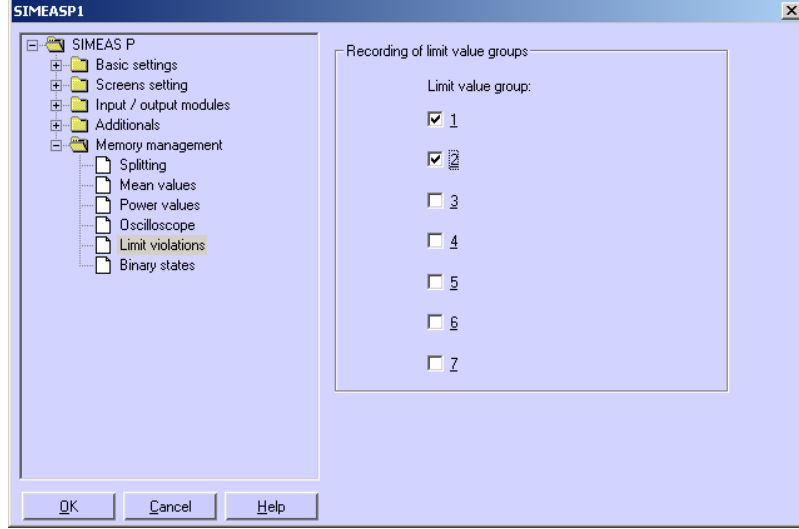 SIMEASP1
SIMEAS P
Basic settings
Screens setting
Input / output modules
Additionals
Memory management
Splitting
Mean values
Power values
Oscilloscope
Limit violations
Binary states
Recording of limit value groups
Limit value group:
1
2
3
4
5
6
7
OK
Cancel
Help